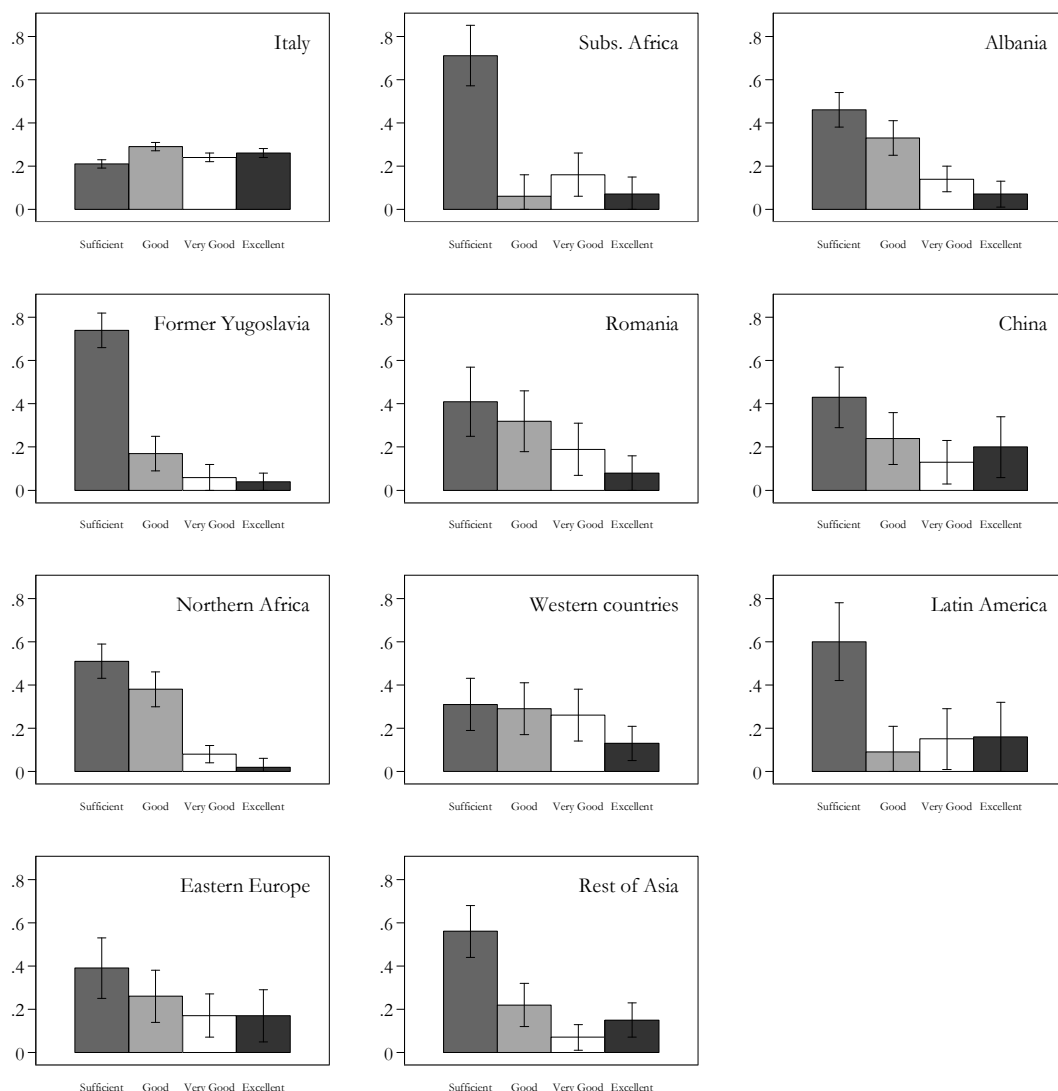 .8
.6
.4
.2
0
Italy
Sufficient Good Very Good Excellent
.8
.6
.4
.2
0
Subs. Africa
Sufficient Good Very Good Excellent
.8
.6
.4
.2
0
Albania
Sufficient Good Very Good Excellent
.8
.6
.4
.2
0
Former Yugoslavia
Sufficient Good Very Good Excellent
.8
.6
.4
.2
0
Romania
Sufficient Good Very Good Excellent
.8
.6
.4
.2
0
China
Sufficient Good Very Good Excellent
.8
.6
.4
.2
0
Northern Africa
Sufficient Good Very Good Excellent
.8
.6
.4
.2
0
Western countries
Sufficient Good Very Good Excellent
.8
.6
.4
.2
0
Latin America
Sufficient Good Very Good Excellent
.8
.6
.4
.2
0
Eastern Europe
Sufficient Good Very Good Excellent
.8
.6
.4
.2
0
Rest of Asia
Sufficient Good Very Good Excellent